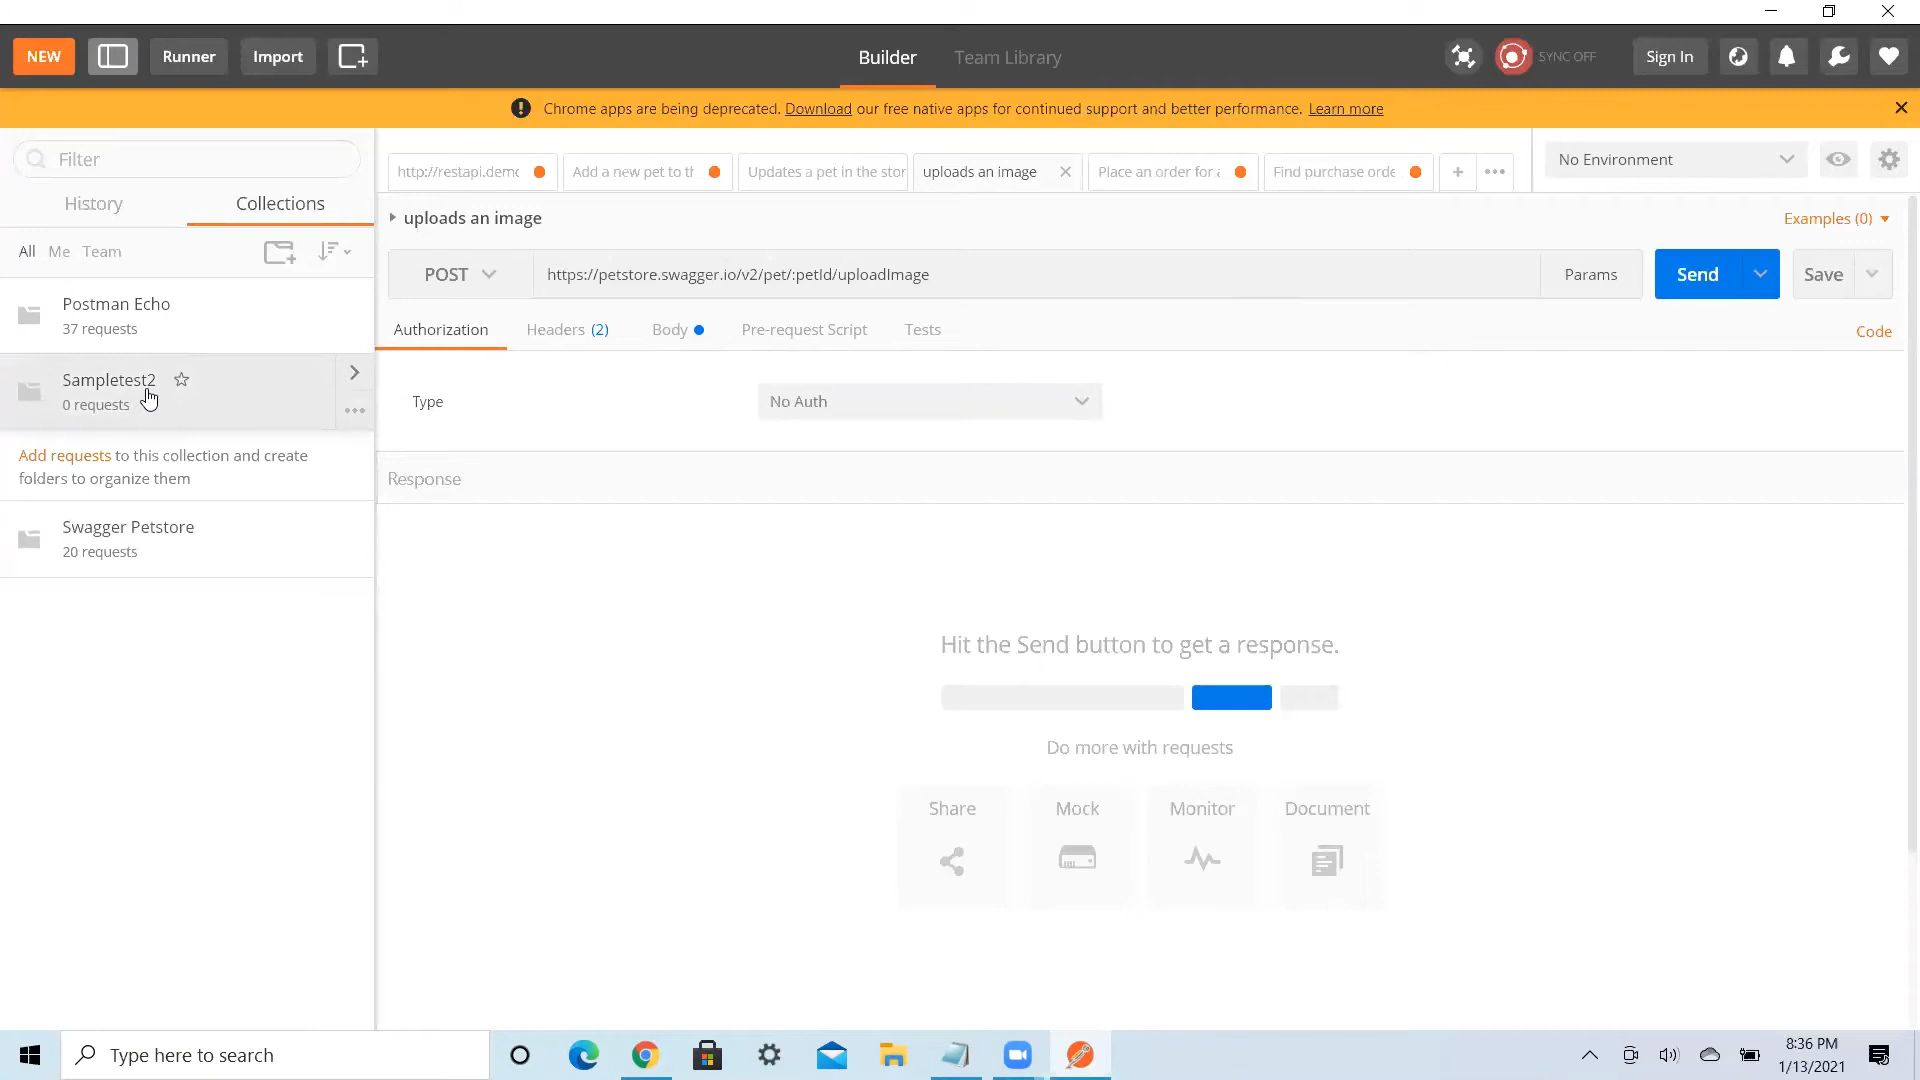 NEW
Runner
Import
Builder
Team Library
SYNC OFF
Sign In
Chrome apps are being deprecated. Download our free native apps for continued support and better performance. Learn more
Filter
History
Collections
All Me Team
Postman Echo
37 requests
Sampletest2
0 requests
Add requests to this collection and create
folders to organize them
Swagger Petstore
20 requests
http://restapi.demo
Add a new pet to th
Updates a pet in the stor
uploads an image
Place an order for a
Find purchase orde
No Environment
uploads an image
Examples (0)
POST
https://petstore.swagger.io/v2/pet/:petId/uploadImage
Params
Send
Save
Authorization
Headers (2)
Body
Pre-request Script
Tests
Code
Type
No Auth
Response
Hit the Send button to get a response.
Do more with requests
Share
Mock
Monitor
Document
Type here to search
8:36 PM
1/13/2021